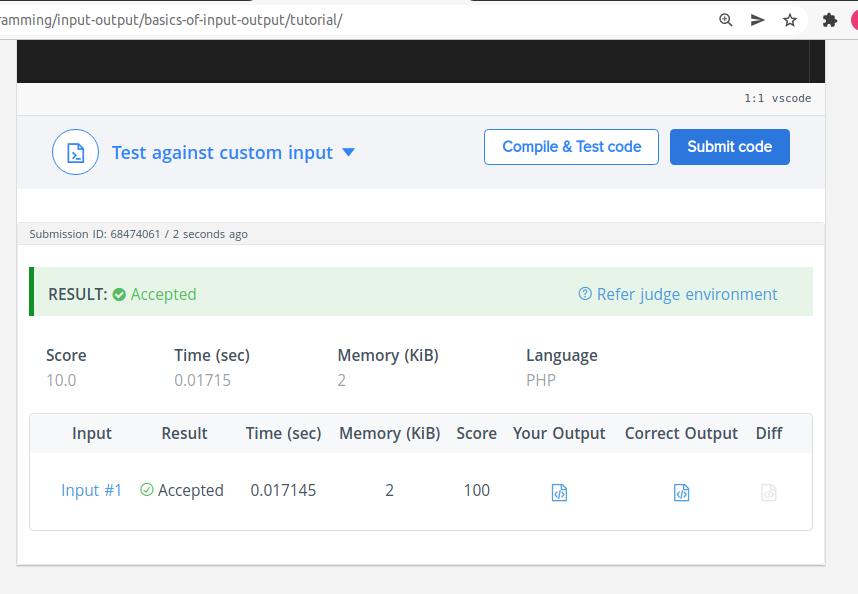 ramming/input-output/basics-of-input-output/tutorial/
1:1 vscode
Test against custom input
Compile & Test code
Submit code
Submission ID: 68474061 / 2 seconds ago
RESULT: Accepted
Refer judge environment
Score Time (sec) Memory (KiB) Language
10.0 0.01715 2 PHP
Input Result Time (sec) Memory (KiB) Score Your Output Correct Output Diff
Input #1 Accepted 0.017145 2 100